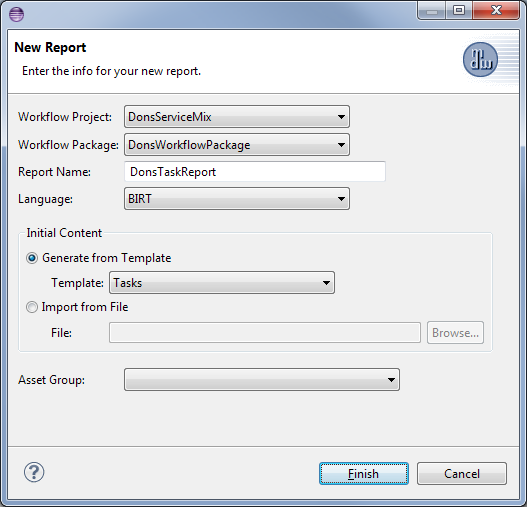 New Report
Enter the info for your new report.
Workflow Project: DonsServiceMix
Workflow Package: DonsWorkflowPackage
Report Name: DonsTaskReport
Language: BIRT
Initial Content
Generate from Template
Template: Tasks
Import from File
File: Browse...
Asset Group:
? Finish Cancel